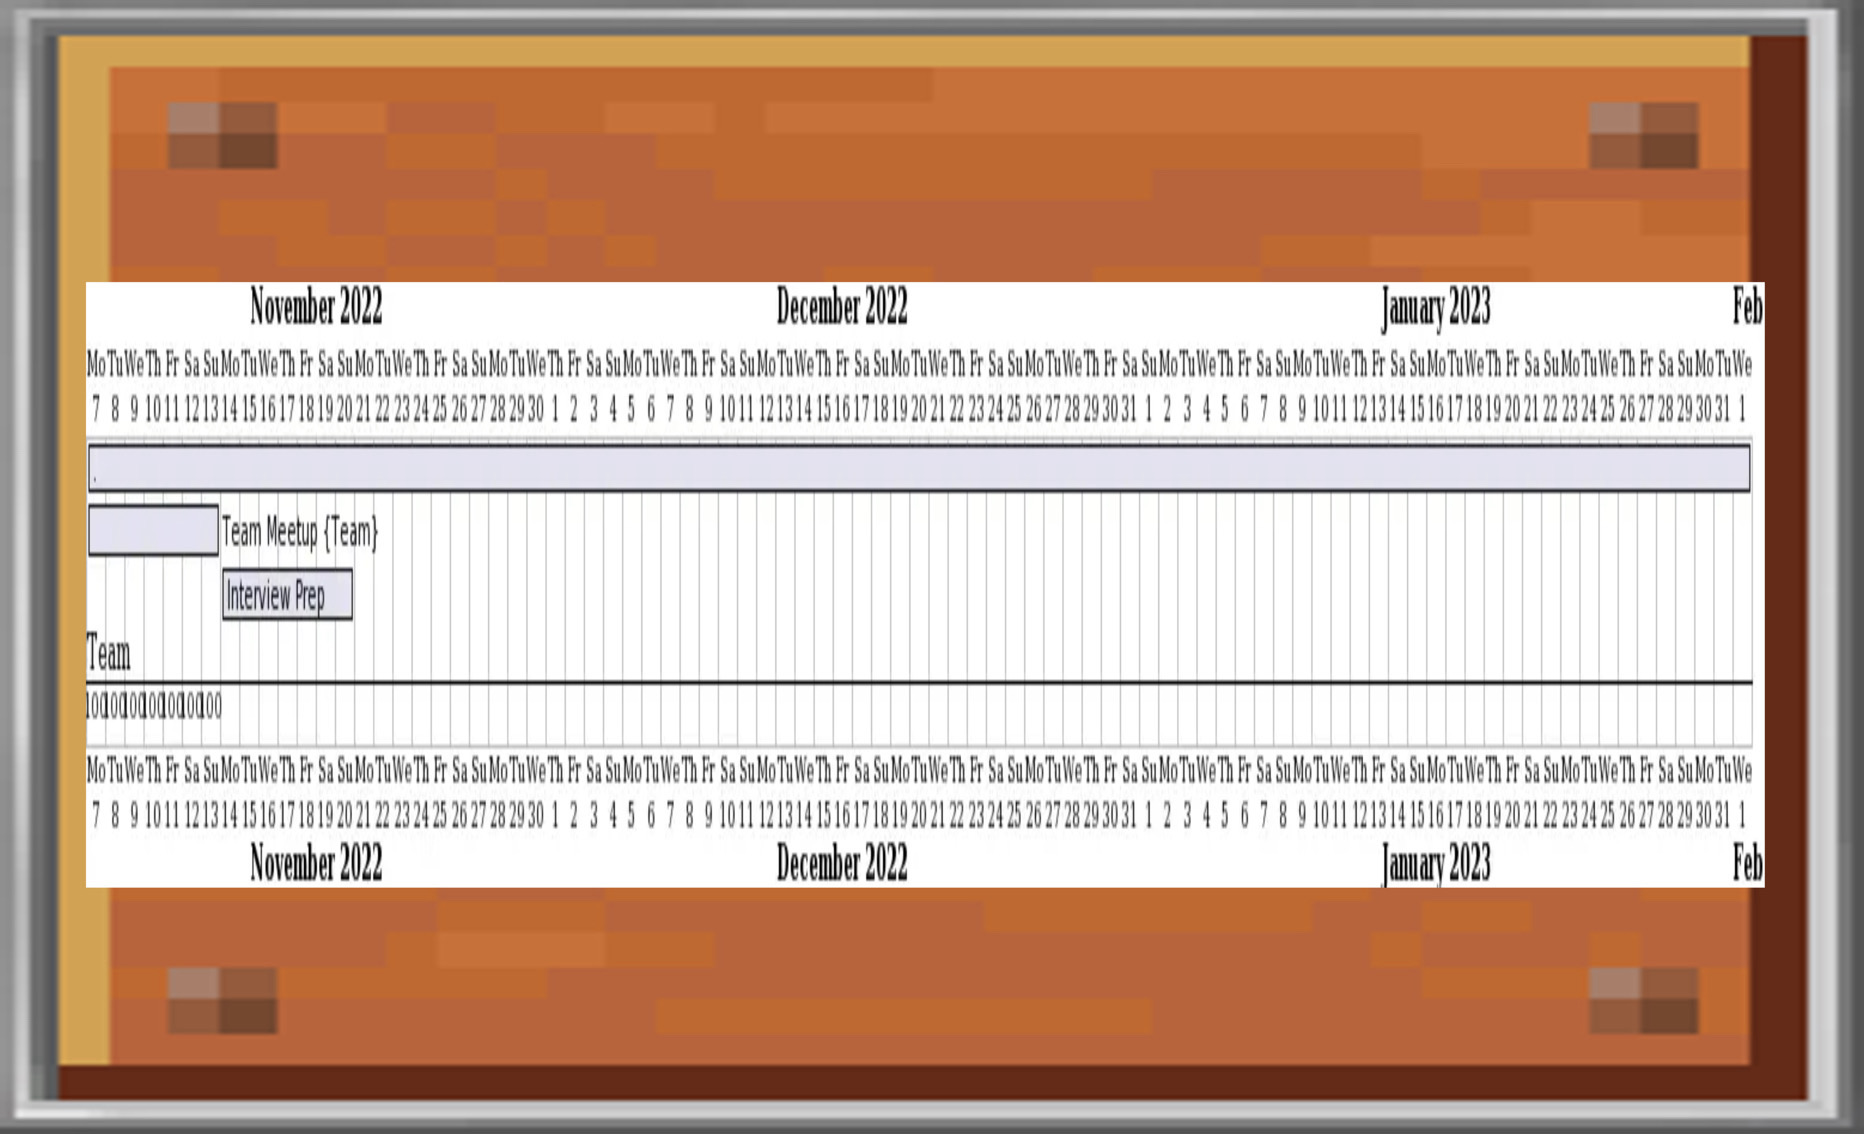 November 2022 December 2022 January 2023 Feb
Mo Tu We Th Fr Sa Su Mo Tu We Th Fr Sa Su Mo Tu We Th Fr Sa Su Mo Tu We Th Fr Sa Su Mo Tu We Th Fr Sa Su Mo Tu We Th Fr Sa Su Mo Tu We Th Fr Sa Su Mo Tu We Th Fr Sa Su Mo Tu We Th Fr Sa Su Mo Tu We Th Fr Sa Su Mo Tu We Th Fr Sa Su Mo Tu We Th Fr Sa Su Mo Tu We
7 8 9 10 11 12 13 14 15 16 17 18 19 20 21 22 23 24 25 26 27 28 29 30 1 2 3 4 5 6 7 8 9 10 11 12 13 14 15 16 17 18 19 20 21 22 23 24 25 26 27 28 29 30 31 1 2 3 4 5 6 7 8 9 10 11 12 13 14 15 16 17 18 19 20 21 22 23 24 25 26 27 28 29 30 31 1
.
Team Meetup {Team}
Interview Prep
Team
100 100 100 100 100 100 100
Mo Tu We Th Fr Sa Su Mo Tu We Th Fr Sa Su Mo Tu We Th Fr Sa Su Mo Tu We Th Fr Sa Su Mo Tu We Th Fr Sa Su Mo Tu We Th Fr Sa Su Mo Tu We Th Fr Sa Su Mo Tu We Th Fr Sa Su Mo Tu We Th Fr Sa Su Mo Tu We Th Fr Sa Su Mo Tu We Th Fr Sa Su Mo Tu We Th Fr Sa Su Mo Tu We
7 8 9 10 11 12 13 14 15 16 17 18 19 20 21 22 23 24 25 26 27 28 29 30 1 2 3 4 5 6 7 8 9 10 11 12 13 14 15 16 17 18 19 20 21 22 23 24 25 26 27 28 29 30 31 1 2 3 4 5 6 7 8 9 10 11 12 13 14 15 16 17 18 19 20 21 22 23 24 25 26 27 28 29 30 31 1
November 2022 December 2022 January 2023 Feb